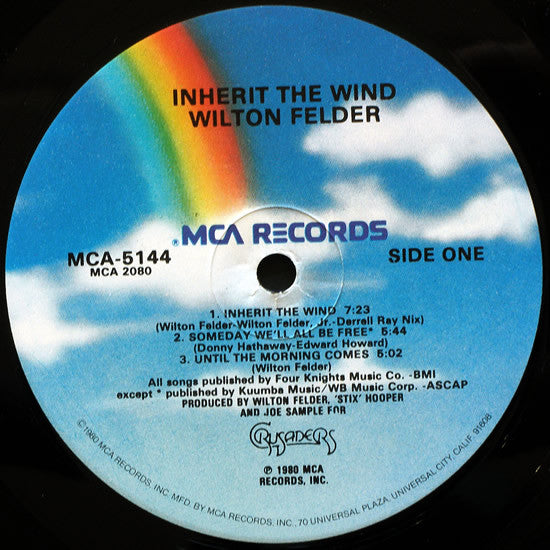 INHERIT THE WIND
WILTON FELDER
®MCA RECORDS
MCA-5144
MCA 2080
SIDE ONE
1. INHERIT THE WIND 7:23
(Wilton Felder-Wilton Felder, Jr.-Derrell Ray Nix)
2. SOMEDAY WE'LL ALL BE FREE* 5:44
(Donny Hathaway-Edward Howard)
3. UNTIL THE MORNING COMES 5:02
(Wilton Felder)
All songs published by Four Knights Music Co. -BMI
except * published by Kuumba Music/WB Music Corp. -ASCAP
PRODUCED BY WILTON FELDER, 'STIX' HOOPER
AND JOE SAMPLE FOR
CRUSADERS
℗ 1980 MCA
RECORDS, INC.
©1980 MCA RECORDS, INC. MFD. BY MCA RECORDS, INC., 70 UNIVERSAL PLAZA, UNIVERSAL CITY, CALIF. 91608